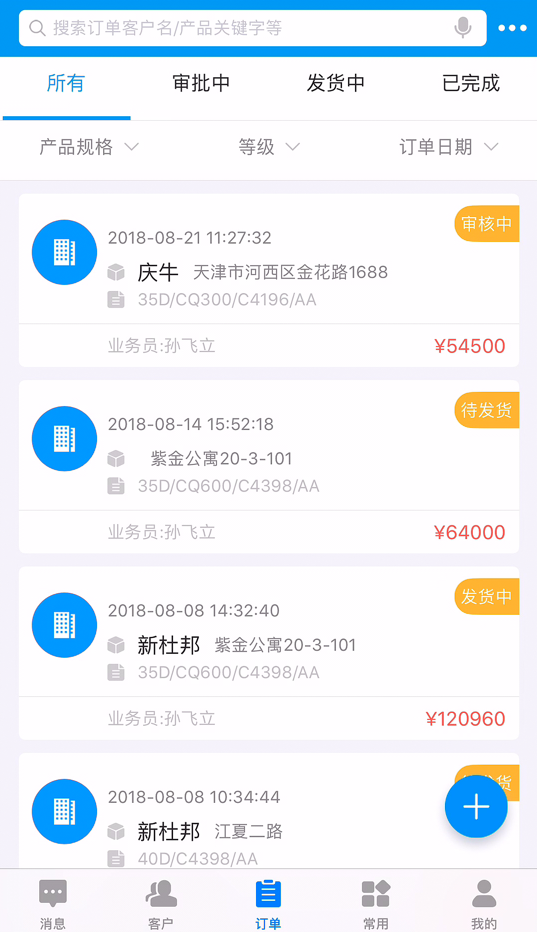 搜索订单客户名/产品关键字等
所有 审批中 发货中 已完成
产品规格 等级 订单日期
审核中
2018-08-21 11:27:32
庆牛 天津市河西区金花路1688
35D/CQ300/C4196/AA
业务员:孙飞立 ¥54500
待发货
2018-08-14 15:52:18
紫金公寓20-3-101
35D/CQ600/C4398/AA
业务员:孙飞立 ¥64000
发货中
2018-08-08 14:32:40
新杜邦 紫金公寓20-3-101
35D/CQ600/C4398/AA
业务员:孙飞立 ¥120960
货
2018-08-08 10:34:44
新杜邦 江夏二路
40D/C4398/AA
消息 客户 订单 常用 我的